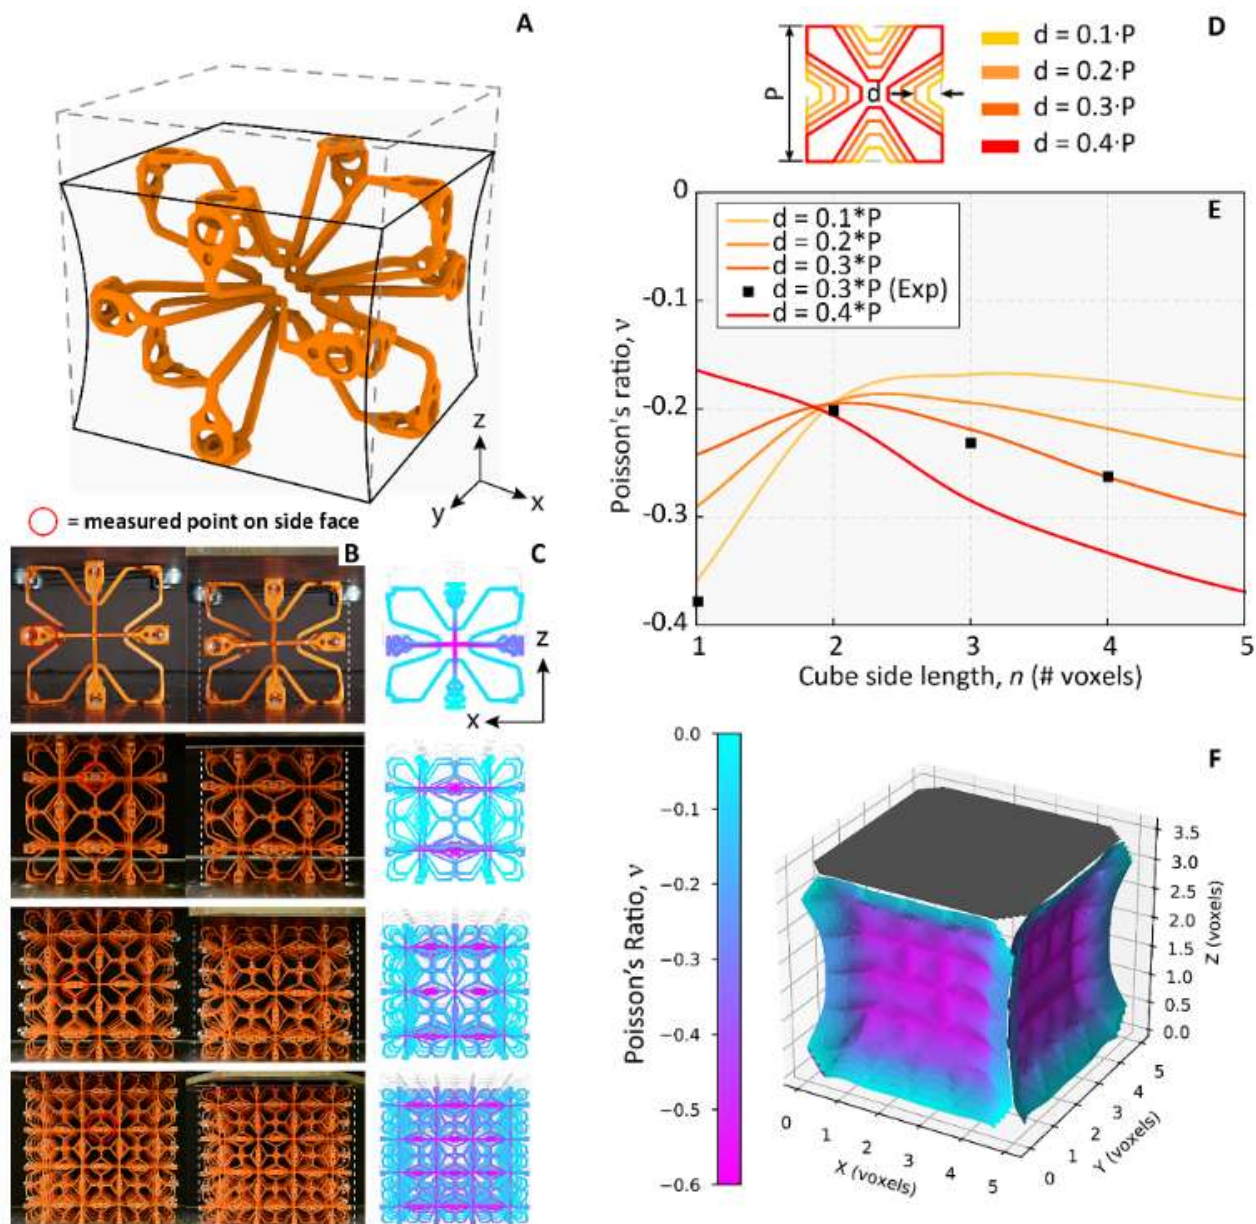 A
z
y
x
= measured point on side face
B
C
z
x
D
P
d
d = 0.1·P
d = 0.2·P
d = 0.3·P
d = 0.4·P
E
0
-0.1
-0.2
-0.3
-0.4
Poisson's ratio, ν
d = 0.1*P
d = 0.2*P
d = 0.3*P
d = 0.3*P (Exp)
d = 0.4*P
1
2
3
4
5
Cube side length, n (# voxels)
F
0.0
−0.1
−0.2
−0.3
−0.4
−0.5
−0.6
Poisson's Ratio, ν
3.5
3.0
2.5
2.0
1.5
1.0
0.5
0.0
Z (voxels)
0
1
2
3
4
5
X (voxels)
0
1
2
3
4
5
Y (voxels)